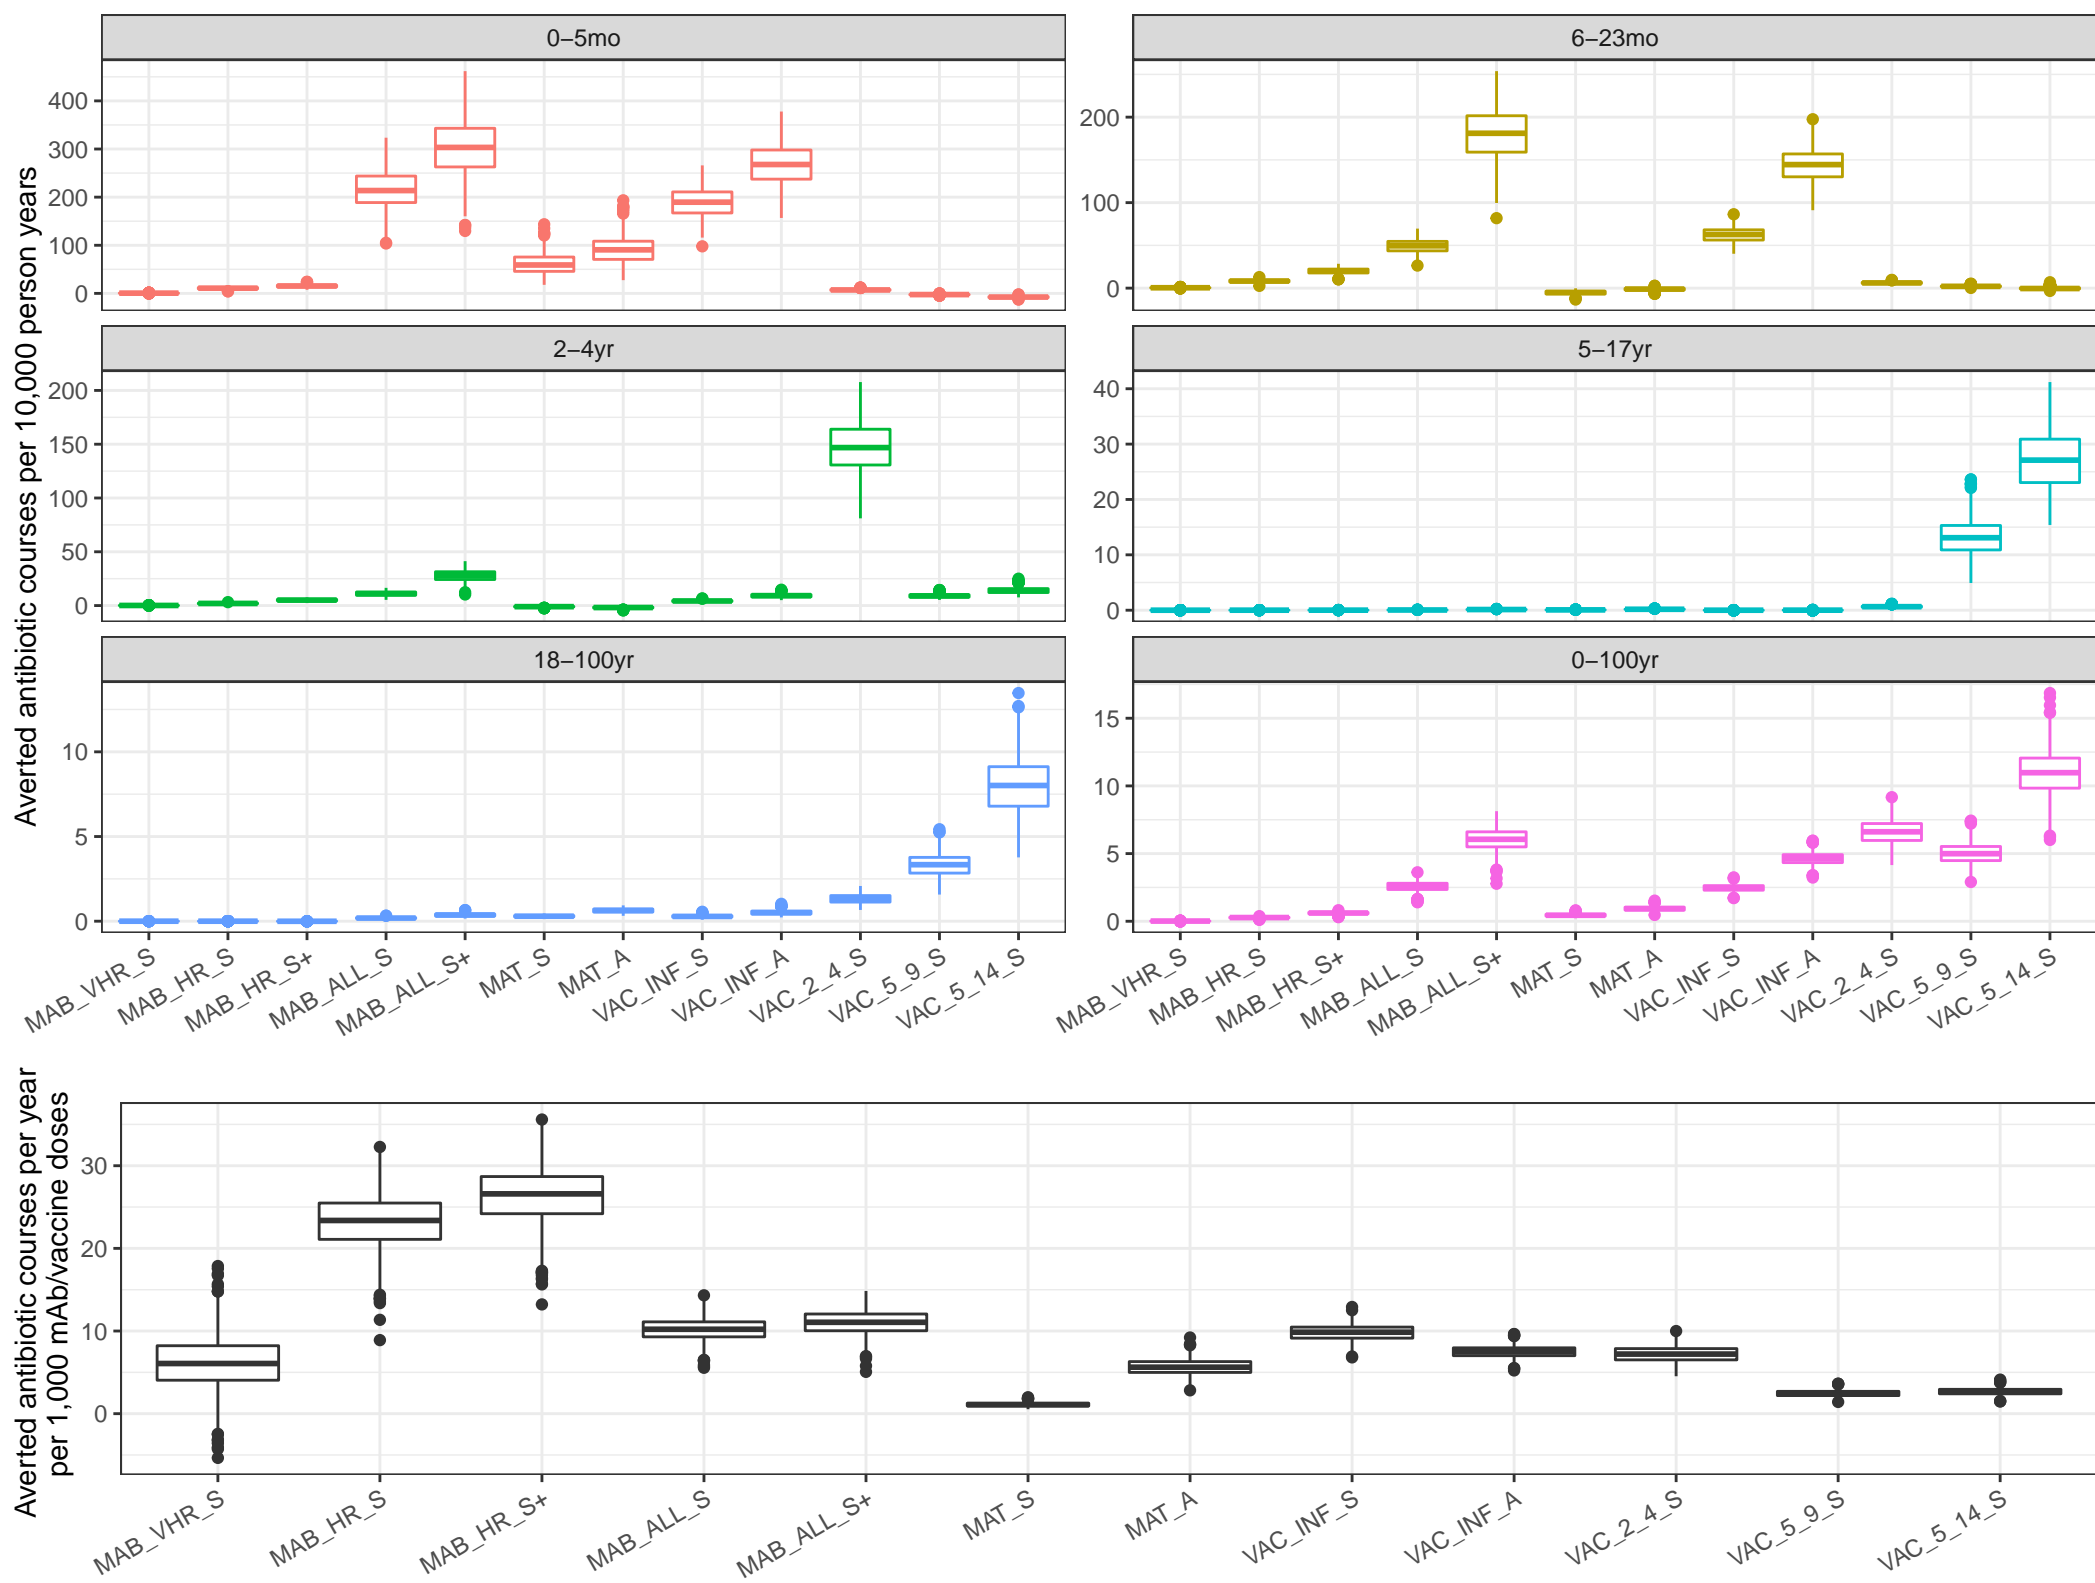 Averted antibiotic courses per 10,000 person years
0−5mo
6−23mo
400
300
200
100
0
200
100
0
2−4yr
5−17yr
200
150
100
50
0
40
30
20
10
0
18−100yr
0−100yr
10
5
0
15
10
5
0
MAB_VHR_S
MAB_HR_S
MAB_HR_S+
MAB_ALL_S
MAB_ALL_S+
MAT_S
MAT_A
VAC_INF_S
VAC_INF_A
VAC_2_4_S
VAC_5_9_S
VAC_5_14_S
MAB_VHR_S
MAB_HR_S
MAB_HR_S+
MAB_ALL_S
MAB_ALL_S+
MAT_S
MAT_A
VAC_INF_S
VAC_INF_A
VAC_2_4_S
VAC_5_9_S
VAC_5_14_S
Averted antibiotic courses per year
per 1,000 mAb/vaccine doses
30
20
10
0
MAB_VHR_S
MAB_HR_S
MAB_HR_S+
MAB_ALL_S
MAB_ALL_S+
MAT_S
MAT_A
VAC_INF_S
VAC_INF_A
VAC_2_4_S
VAC_5_9_S
VAC_5_14_S